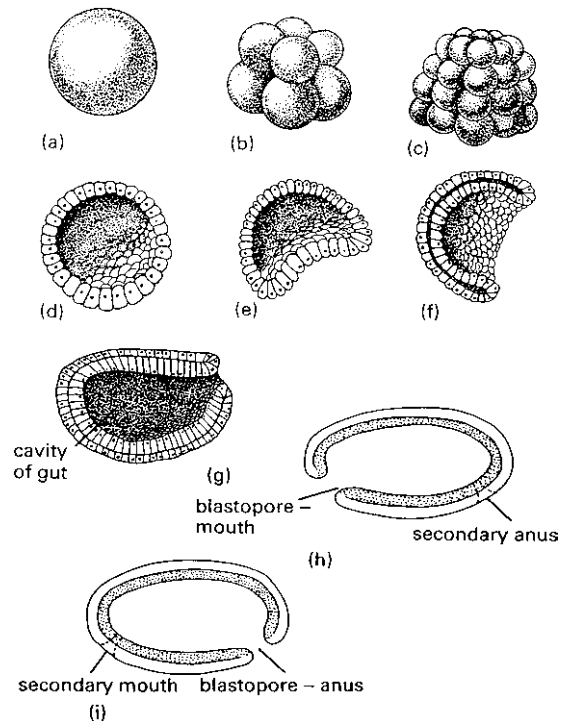 (a)
(b)
(c)
(d)
(e)
(f)
cavity
of gut
(g)
blastopore –
mouth
secondary anus
(h)
secondary mouth
blastopore – anus
(i)